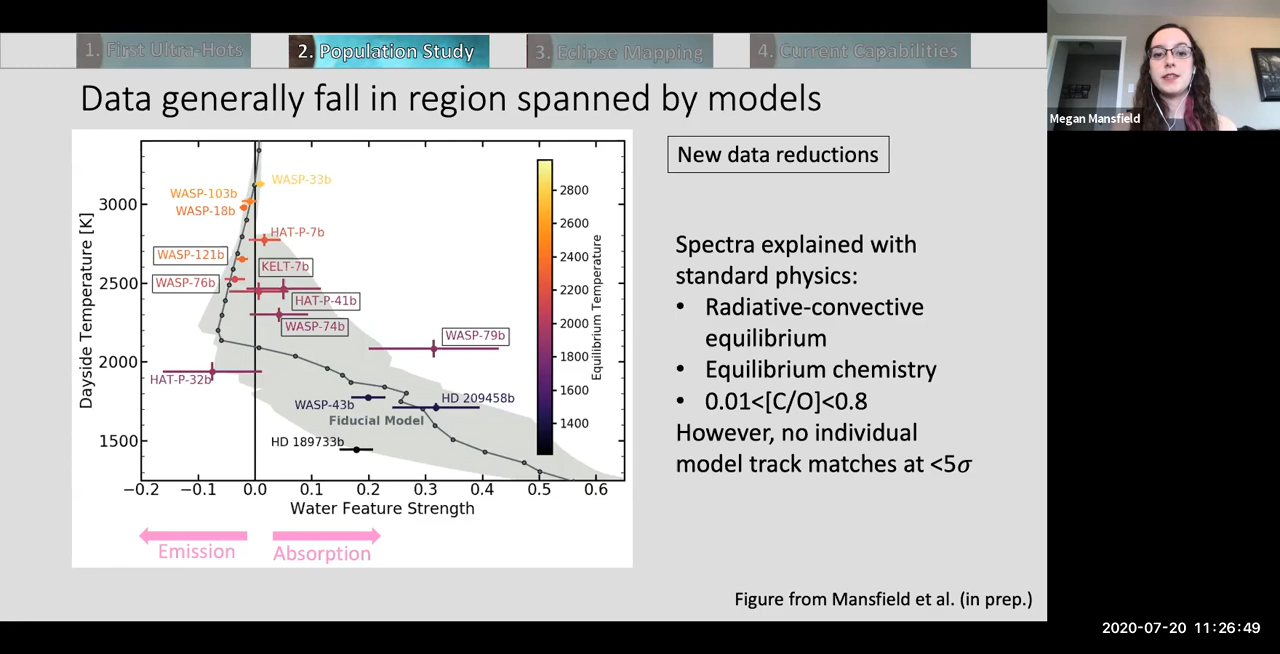 1. First Ultra-Hots
2. Population Study
3. Eclipse Mapping
4. Current Capabilities
Megan Mansfield
Data generally fall in region spanned by models
New data reductions
Spectra explained with
standard physics:
• Radiative-convective
equilibrium
• Equilibrium chemistry
• 0.01<[C/O]<0.8
However, no individual
model track matches at <5σ
Dayside Temperature [K]
3000
2500
2000
1500
WASP-33b
WASP-103b
WASP-18b
HAT-P-7b
WASP-121b
KELT-7b
WASP-76b
HAT-P-41b
WASP-74b
WASP-79b
HAT-P-32b
WASP-43b
HD 209458b
Fiducial Model
HD 189733b
2800
2600
2400
2200
2000
1800
1600
1400
Equilibrium Temperature
−0.2 −0.1 0.0 0.1 0.2 0.3 0.4 0.5 0.6
Water Feature Strength
Emission
Absorption
Figure from Mansfield et al. (in prep.)
2020-07-20 11:26:49